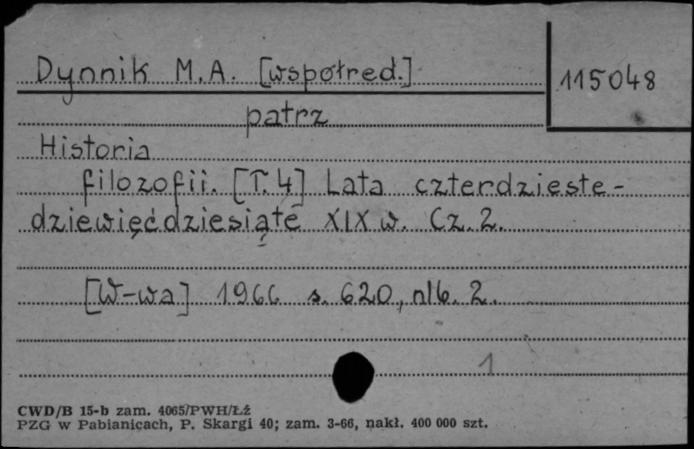 Dynnik M.A. [współred.]
115048
patrz
Historia
filozofii. [T. 4] Lata czterdzieste-
dziewięćdziesiąte XIX w. Cz. 2.
[W-wa] 1966 s. 620, nlb. 2.
1
CWD/B 15-b zam. 4065/PWH/Łż
PZG w Pabianicach, P. Skargi 40; zam. 3-66, nakł. 400 000 szt.